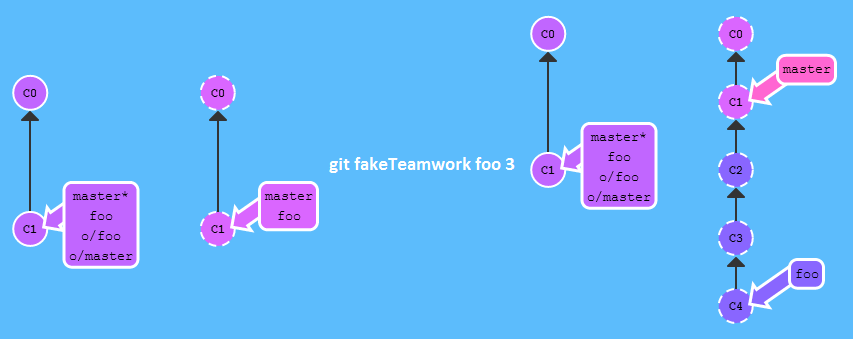 C0
C1
master*
foo
o/foo
o/master
C0
C1
master
foo
git fakeTeamwork foo 3
C0
C1
master*
foo
o/foo
o/master
C0
master
C1
C2
C3
foo
C4